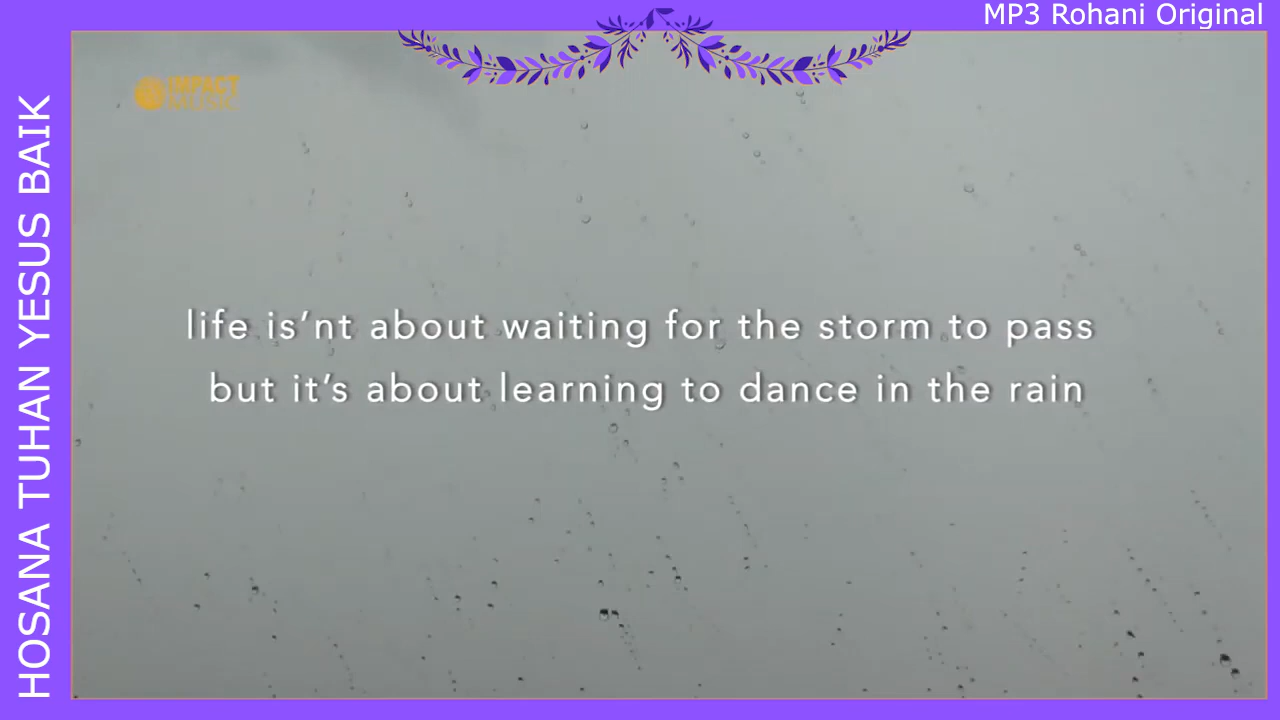 MP3 Rohani Original
IMPACT
MUSIC
life is’nt about waiting for the storm to pass
but it’s about learning to dance in the rain
HOSANA TUHAN YESUS BAIK